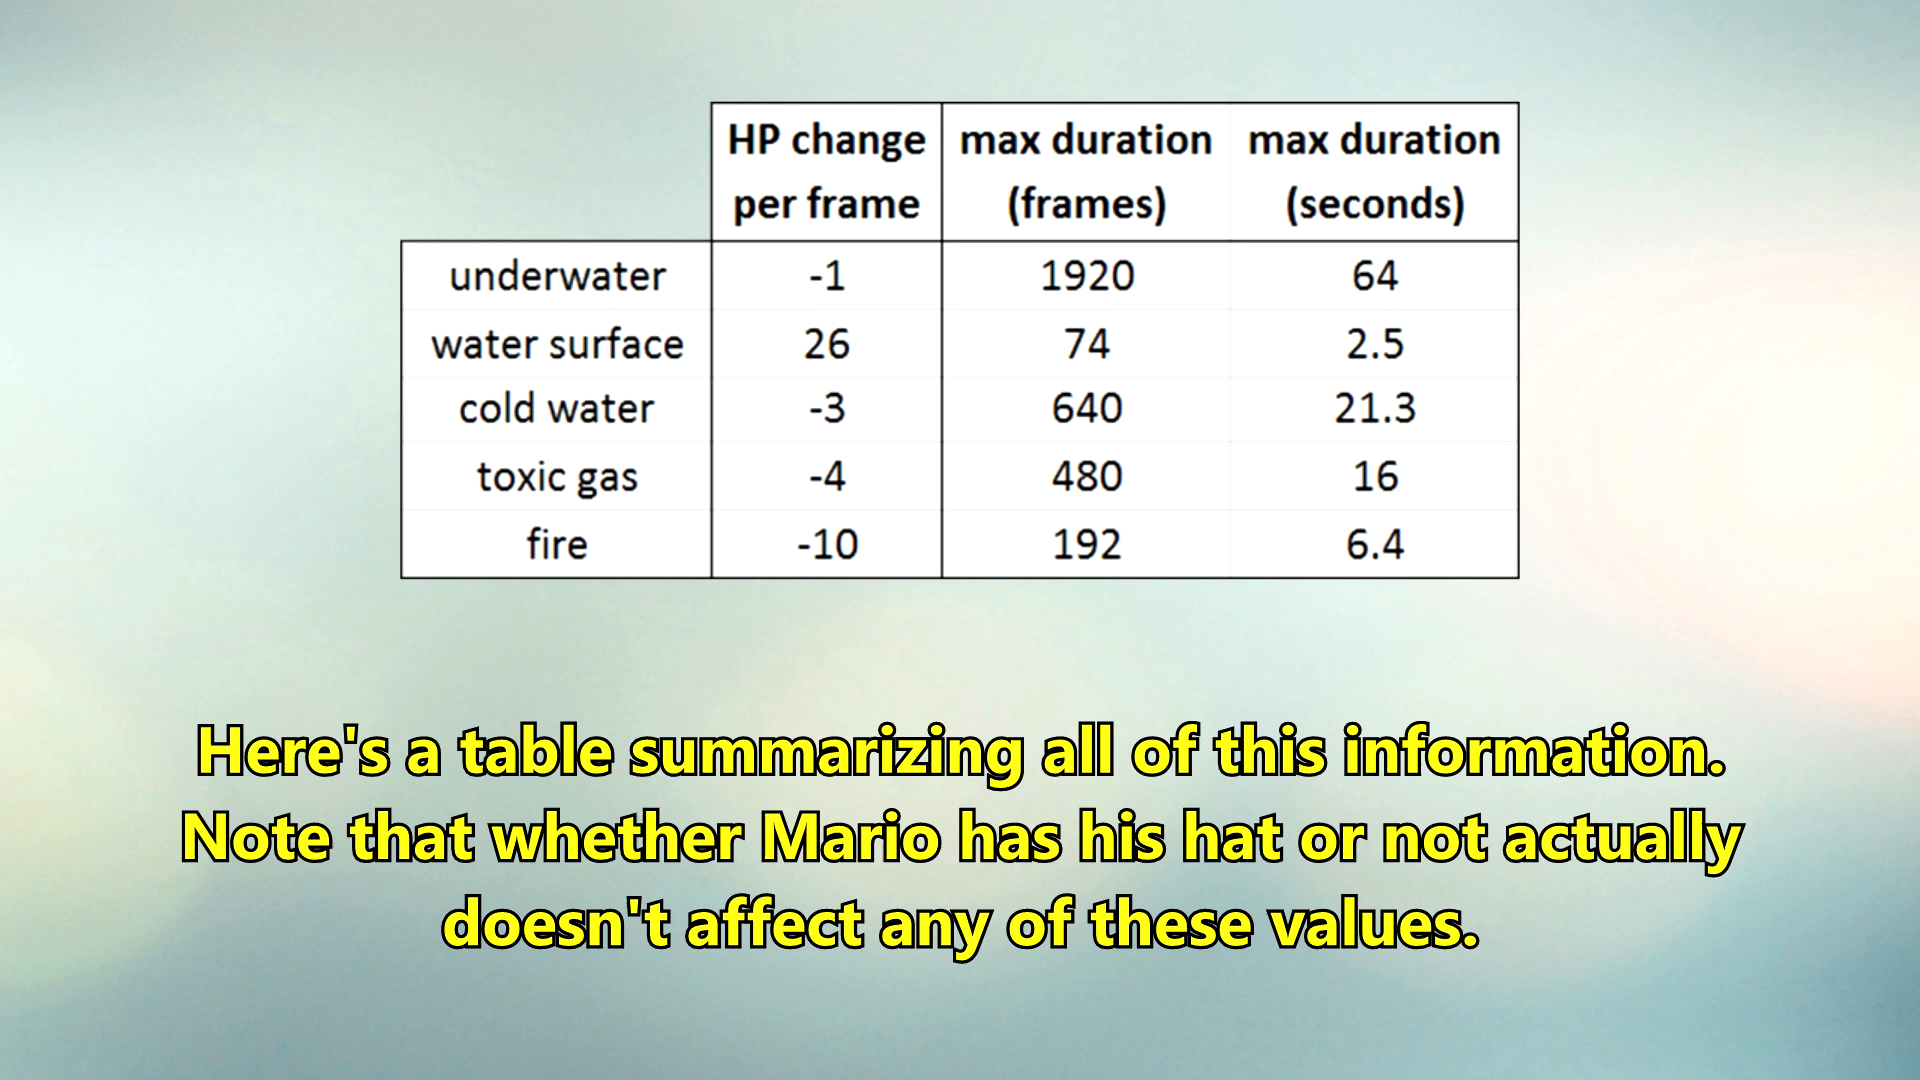 HP change per frame max duration (frames) max duration (seconds)
underwater -1 1920 64
water surface 26 74 2.5
cold water -3 640 21.3
toxic gas -4 480 16
fire -10 192 6.4
Here's a table summarizing all of this information.
Note that whether Mario has his hat or not actually
doesn't affect any of these values.